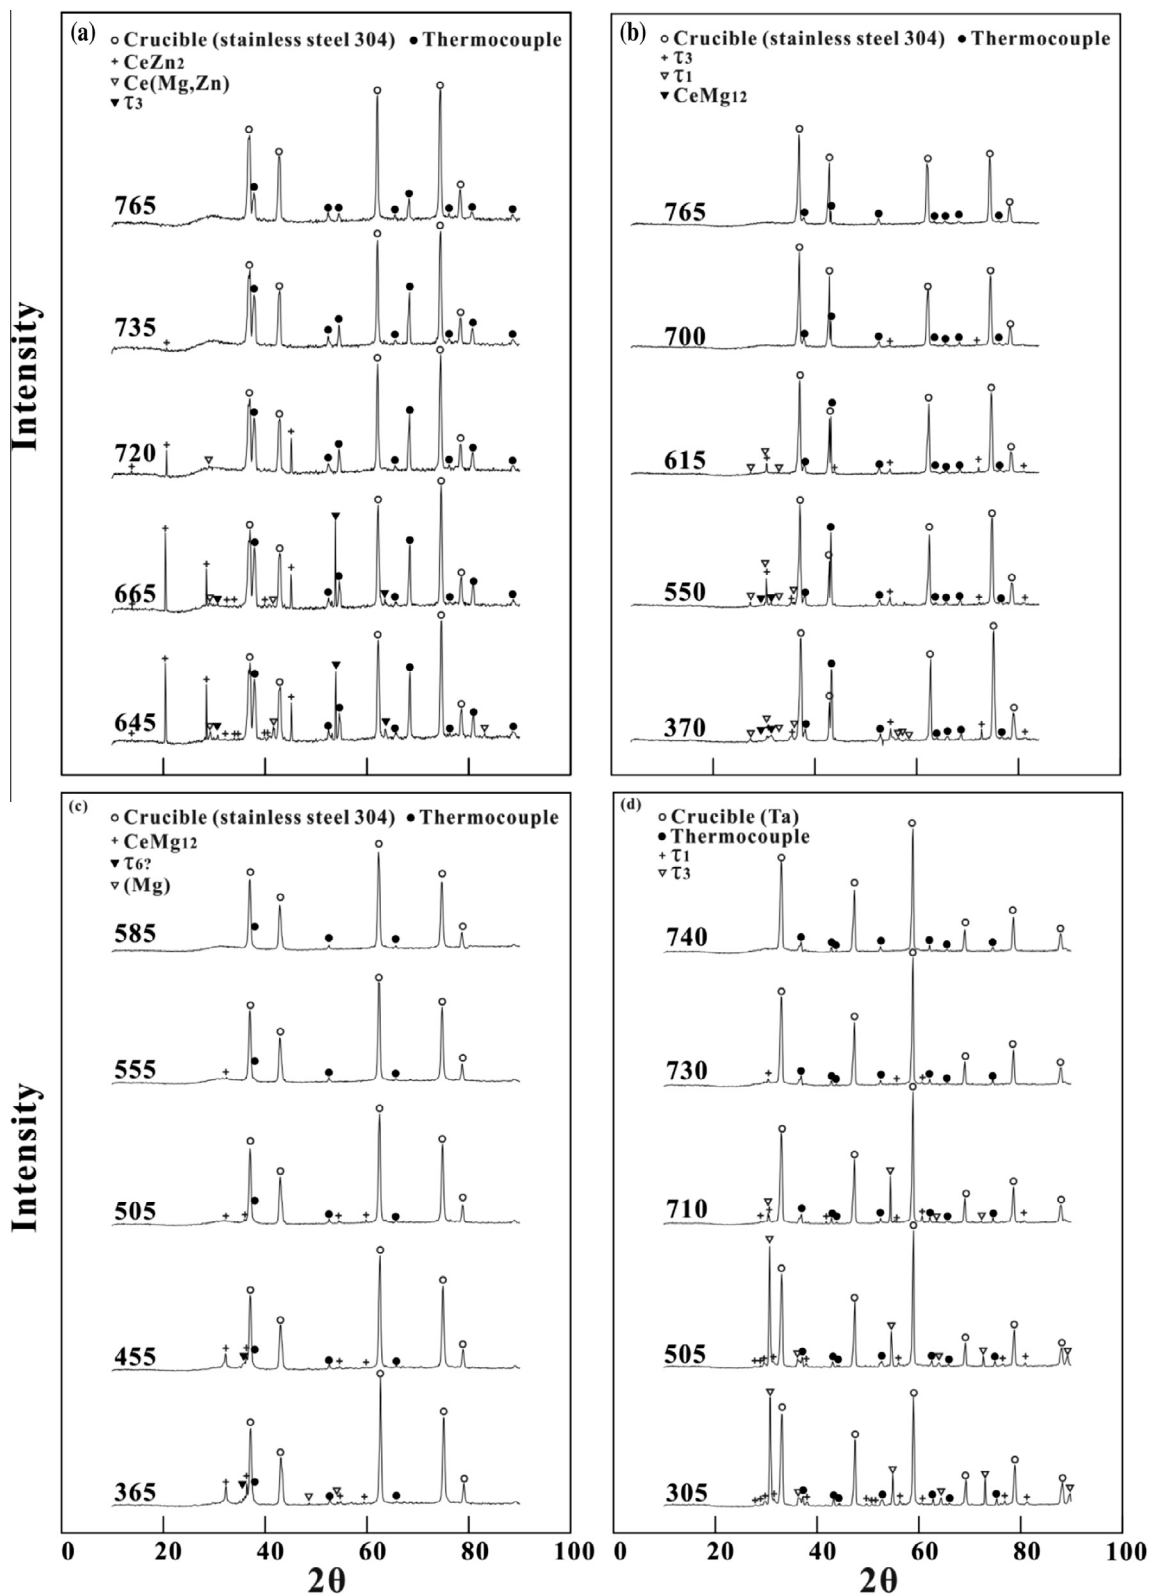 (a)
○ Crucible (stainless steel 304) ● Thermocouple
+ CeZn2
▽ Ce(Mg,Zn)
▼ τ3
765
735
720
665
645
Intensity
(b)
○ Crucible (stainless steel 304) ● Thermocouple
+ τ3
▽ τ1
▼ CeMg12
765
700
615
550
370
(c)
○ Crucible (stainless steel 304) ● Thermocouple
+ CeMg12
▼ τ6?
▽ (Mg)
585
555
505
455
365
Intensity
0 20 40 60 80 100
2θ
(d)
○ Crucible (Ta)
● Thermocouple
+ τ1
▽ τ3
740
730
710
505
305
0 20 40 60 80 100
2θ